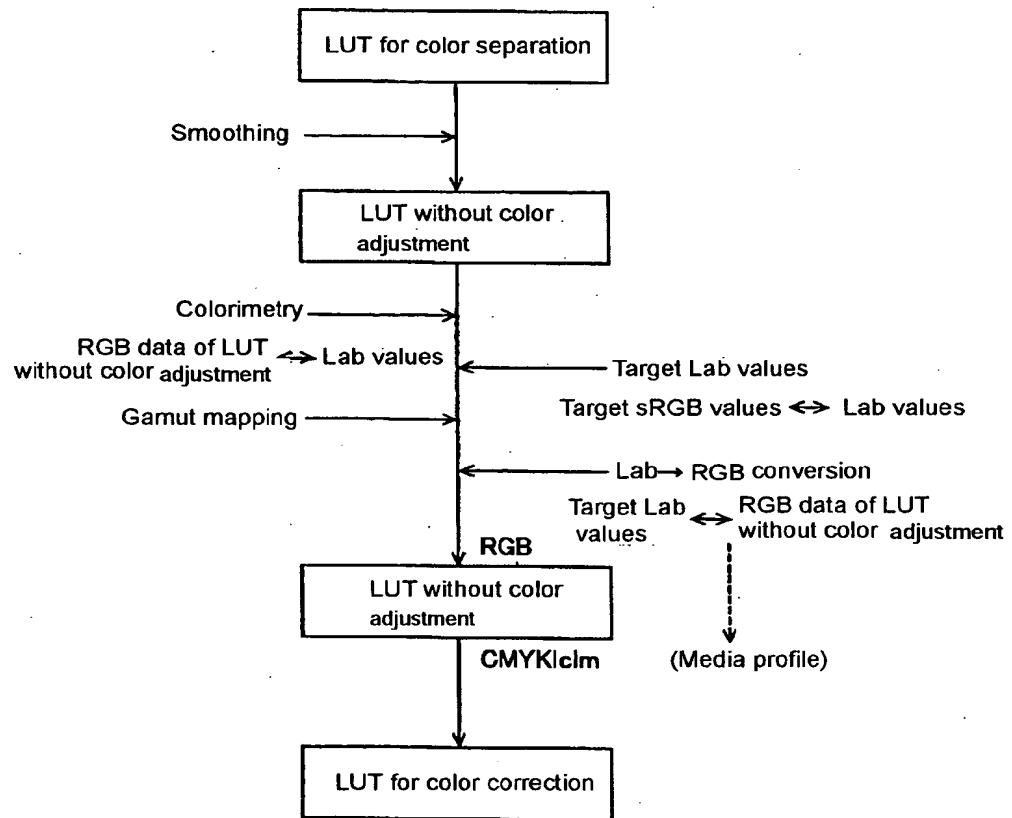 LUT for color separation
Smoothing
LUT without color
adjustment
Colorimetry
RGB data of LUT
without color adjustment
Lab values
Target Lab values
Target sRGB values
Lab values
Gamut mapping
Lab
RGB conversion
Target Lab
values
RGB data of LUT
without color adjustment
RGB
LUT without color
adjustment
CMYKlclm
(Media profile)
LUT for color correction